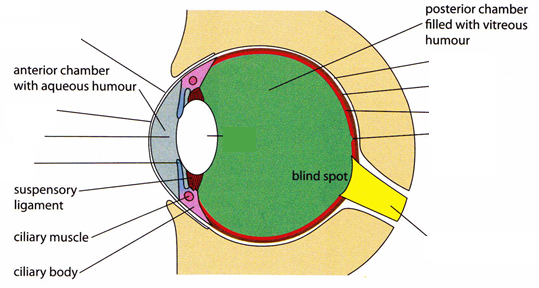 posterior chamber
filled with vitreous
humour
anterior chamber
with aqueous humour
blind spot
suspensory
ligament
ciliary muscle
ciliary body